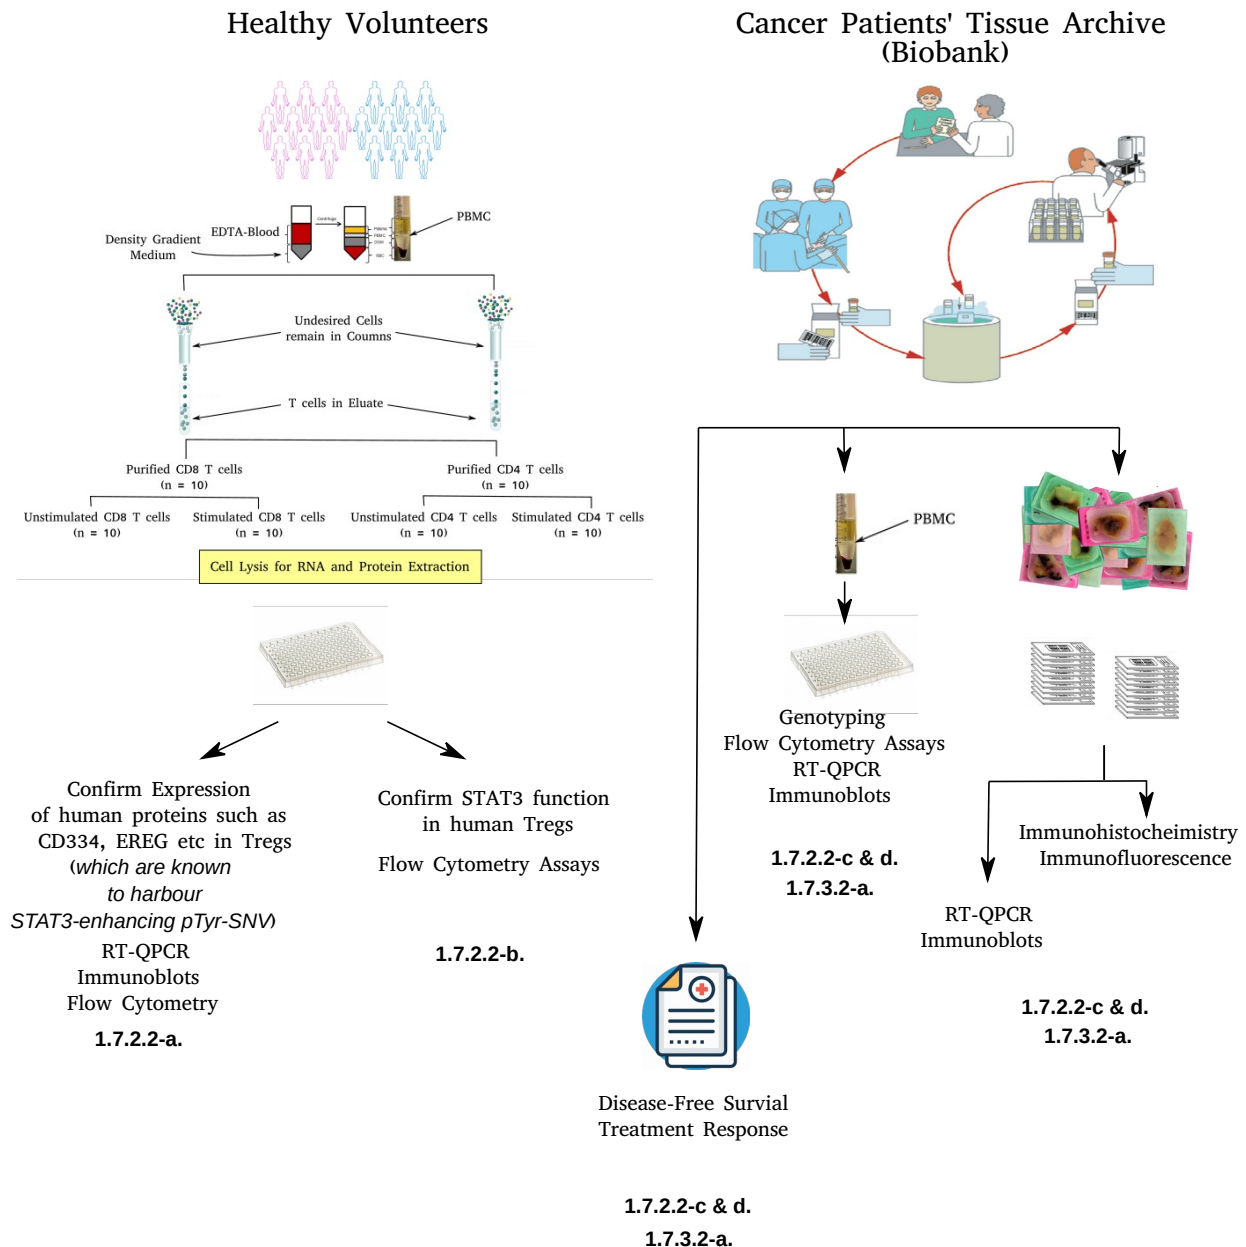 Healthy Volunteers
Cancer Patients' Tissue Archive
(Biobank)
Centrifuge
EDTA-Blood
Density Gradient
Medium
Plasma
PBMC
DGM
RBC
PBMC
Undesired Cells
remain in Coumns
T cells in Eluate
Purified CD8 T cells
(n = 10)
Purified CD4 T cells
(n = 10)
Unstimulated CD8 T cells
(n = 10)
Stimulated CD8 T cells
(n = 10)
Unstimulated CD4 T cells
(n = 10)
Stimulated CD4 T cells
(n = 10)
Cell Lysis for RNA and Protein Extraction
Confirm Expression
of human proteins such as
CD334, EREG etc in Tregs
(which are known
to harbour
STAT3-enhancing pTyr-SNV)
RT-QPCR
Immunoblots
Flow Cytometry
1.7.2.2-a.
Confirm STAT3 function
in human Tregs
Flow Cytometry Assays
1.7.2.2-b.
PBMC
Genotyping
Flow Cytometry Assays
RT-QPCR
Immunoblots
1.7.2.2-c & d.
1.7.3.2-a.
Immunohistocheimistry
Immunofluorescence
RT-QPCR
Immunoblots
1.7.2.2-c & d.
1.7.3.2-a.
Disease-Free Survial
Treatment Response
1.7.2.2-c & d.
1.7.3.2-a.